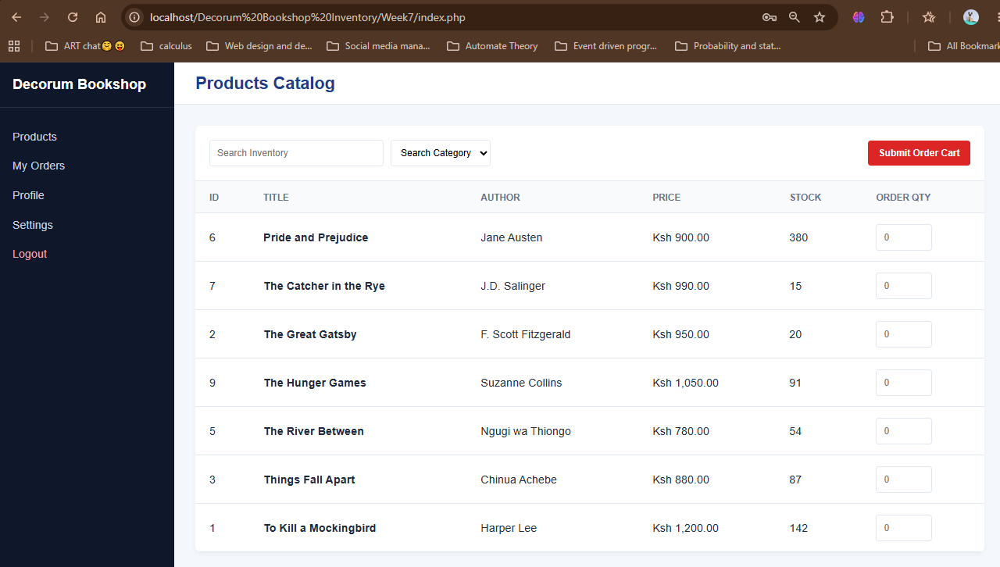 localhost/Decorum%20Bookshop%20Inventory/Week7/index.php
ART chat🤗😝 calculus Web design and de... Social media mana... Automate Theory Event driven progr... Probability and stat... All Bookmark
Decorum Bookshop
Products
My Orders
Profile
Settings
Logout
Products Catalog
Search Inventory Search Category Submit Order Cart
ID TITLE AUTHOR PRICE STOCK ORDER QTY
6 Pride and Prejudice Jane Austen Ksh 900.00 380 0
7 The Catcher in the Rye J.D. Salinger Ksh 990.00 15 0
2 The Great Gatsby F. Scott Fitzgerald Ksh 950.00 20 0
9 The Hunger Games Suzanne Collins Ksh 1,050.00 91 0
5 The River Between Ngugi wa Thiongo Ksh 780.00 54 0
3 Things Fall Apart Chinua Achebe Ksh 880.00 87 0
1 To Kill a Mockingbird Harper Lee Ksh 1,200.00 142 0